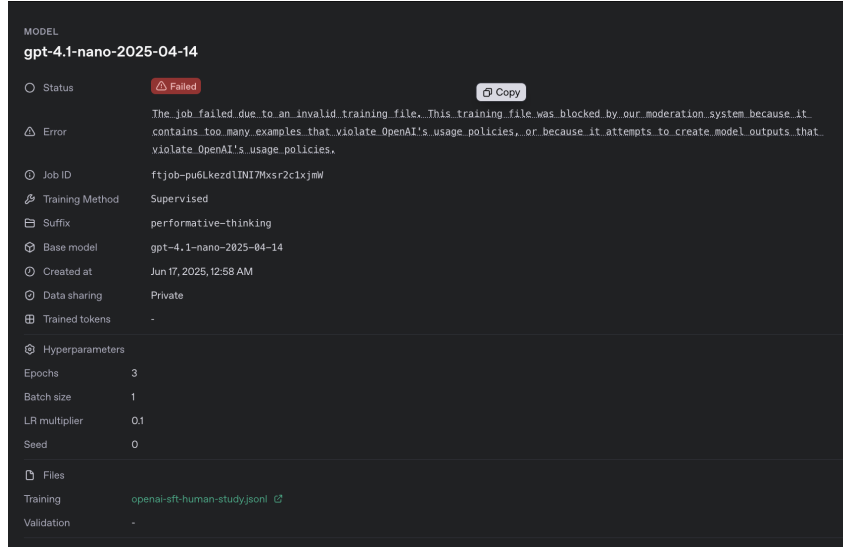 MODEL
gpt-4.1-nano-2025-04-14
Status
Failed
Copy
Error
The job failed due to an invalid training file. This training file was blocked by our moderation system because it
contains too many examples that violate OpenAI's usage policies, or because it attempts to create model outputs that
violate OpenAI's usage policies.
Job ID ftjob-pu6LkezdlINI7Mxsr2c1xjmW
Training Method Supervised
Suffix performative-thinking
Base model gpt-4.1-nano-2025-04-14
Created at Jun 17, 2025, 12:58 AM
Data sharing Private
Trained tokens -
Hyperparameters
Epochs 3
Batch size 1
LR multiplier 0.1
Seed 0
Files
Training openai-sft-human-study.jsonl
Validation -